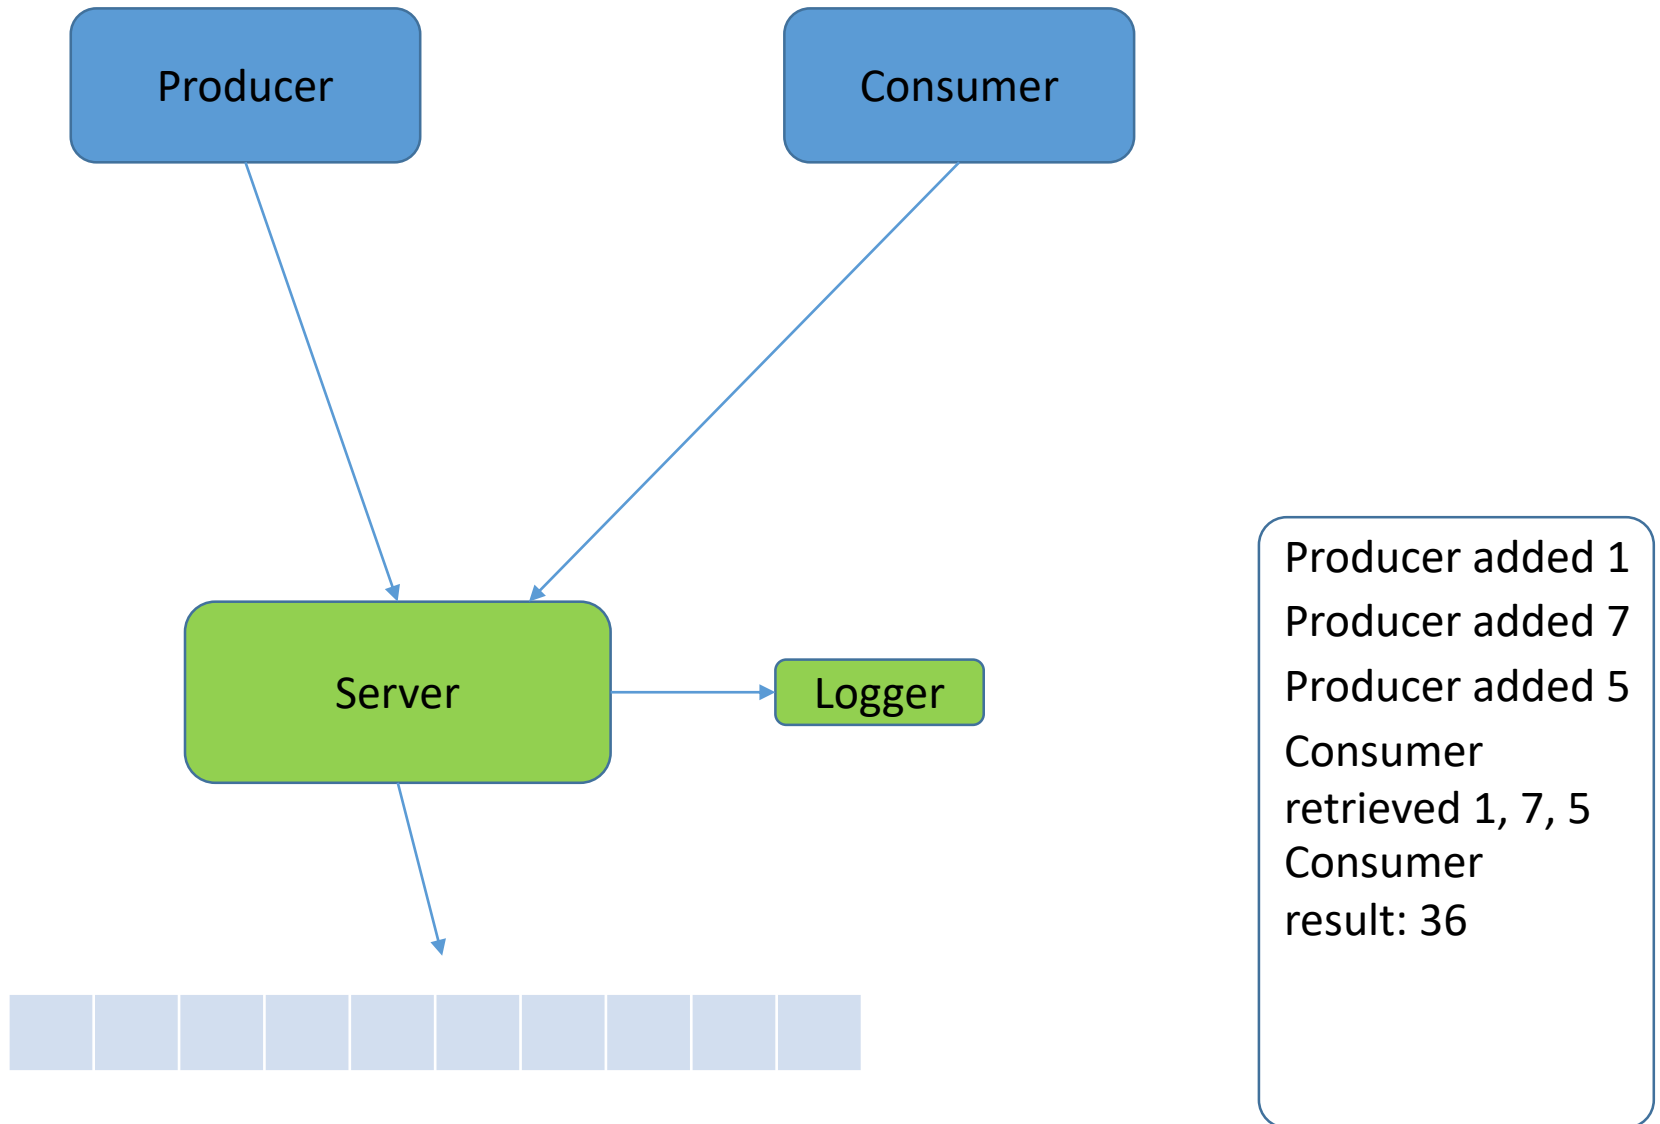 Producer
Consumer
Server
Logger
Producer added 1
Producer added 7
Producer added 5
Consumer
retrieved 1, 7, 5
Consumer
result: 36